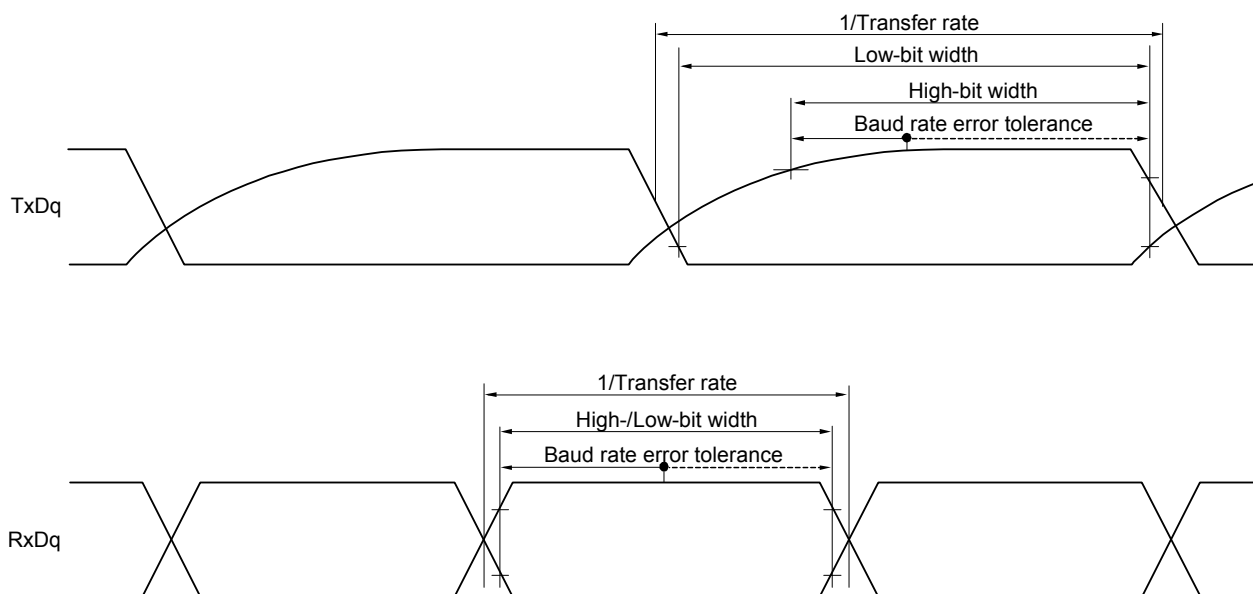 1/Transfer rate
Low-bit width
High-bit width
Baud rate error tolerance
TxDq
1/Transfer rate
High-/Low-bit width
Baud rate error tolerance
RxDq